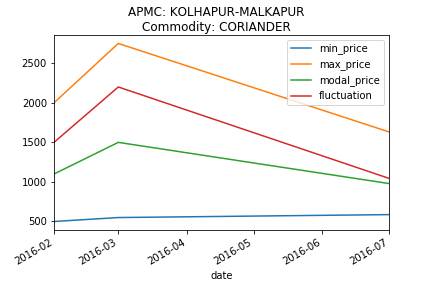 APMC: KOLHAPUR-MALKAPUR
Commodity: CORIANDER
min_price
max_price
modal_price
fluctuation
2500
2000
1500
1000
500
2016-02
2016-03
2016-04
2016-05
2016-06
2016-07
date